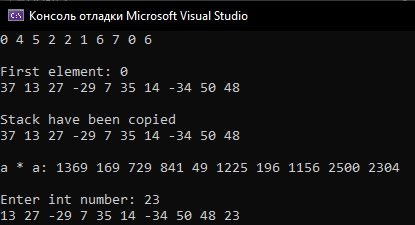 Консоль отладки Microsoft Visual Studio
0 4 5 2 2 1 6 7 0 6
First element: 0
37 13 27 -29 7 35 14 -34 50 48
Stack have been copied
37 13 27 -29 7 35 14 -34 50 48
a * a: 1369 169 729 841 49 1225 196 1156 2500 2304
Enter int number: 23
13 27 -29 7 35 14 -34 50 48 23